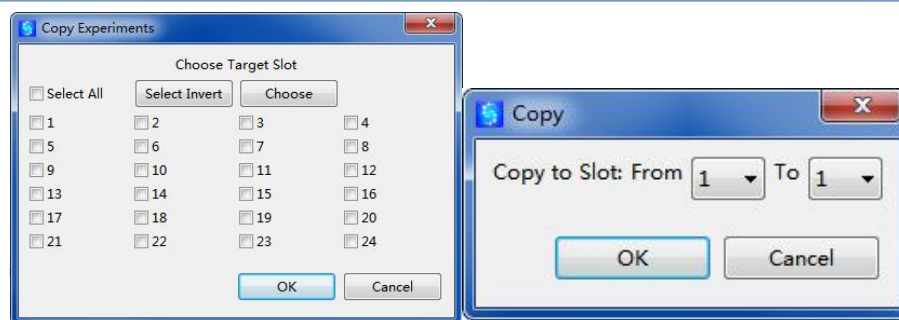 Copy Experiments
Choose Target Slot
Select All Select Invert Choose
1 2 3 4
5 6 7 8
9 10 11 12
13 14 15 16
17 18 19 20
21 22 23 24
OK Cancel
Copy
Copy to Slot: From 1 To 1
OK Cancel